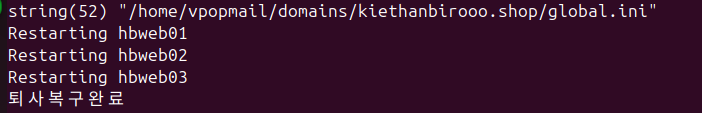 string(52) "/home/vpopmail/domains/kiethanbirooo.shop/global.ini"
Restarting hbweb01
Restarting hbweb02
Restarting hbweb03
퇴사복구완료